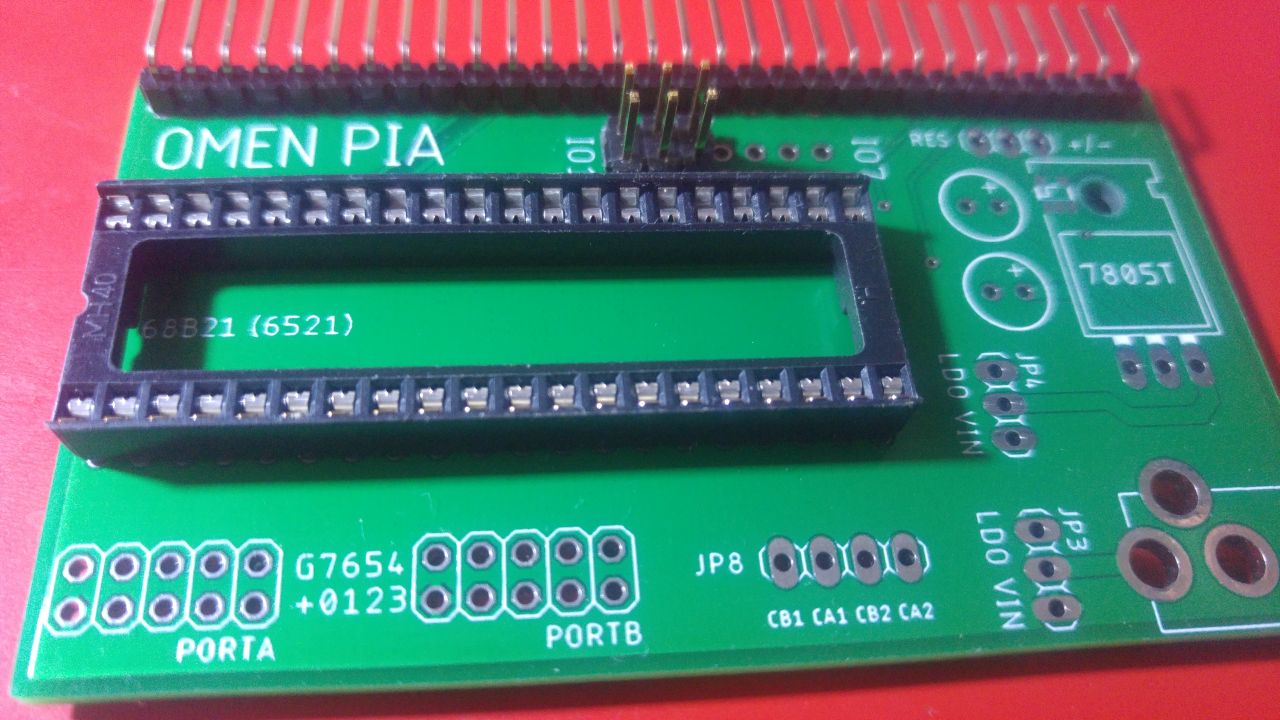 OMEN PIA
IO1
IO7
RES
+/-
+
+
7805T
MH40
68B21 (6521)
JP4
LDO VIN
G7654
+0123
PORTA
PORTB
JP8
CB1 CA1 CB2 CA2
JP3
LDO VIN